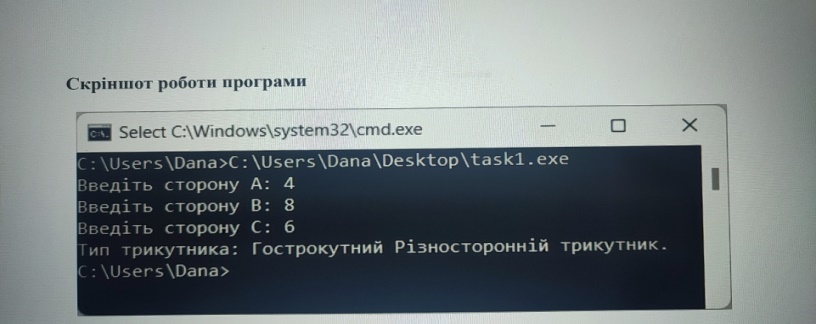 Скріншот роботи програми
Select C:\Windows\system32\cmd.exe
C:\Users\Dana>C:\Users\Dana\Desktop\task1.exe
Введіть сторону A: 4
Введіть сторону B: 8
Введіть сторону C: 6
Тип трикутника: Гострокутний Різносторонній трикутник.
C:\Users\Dana>